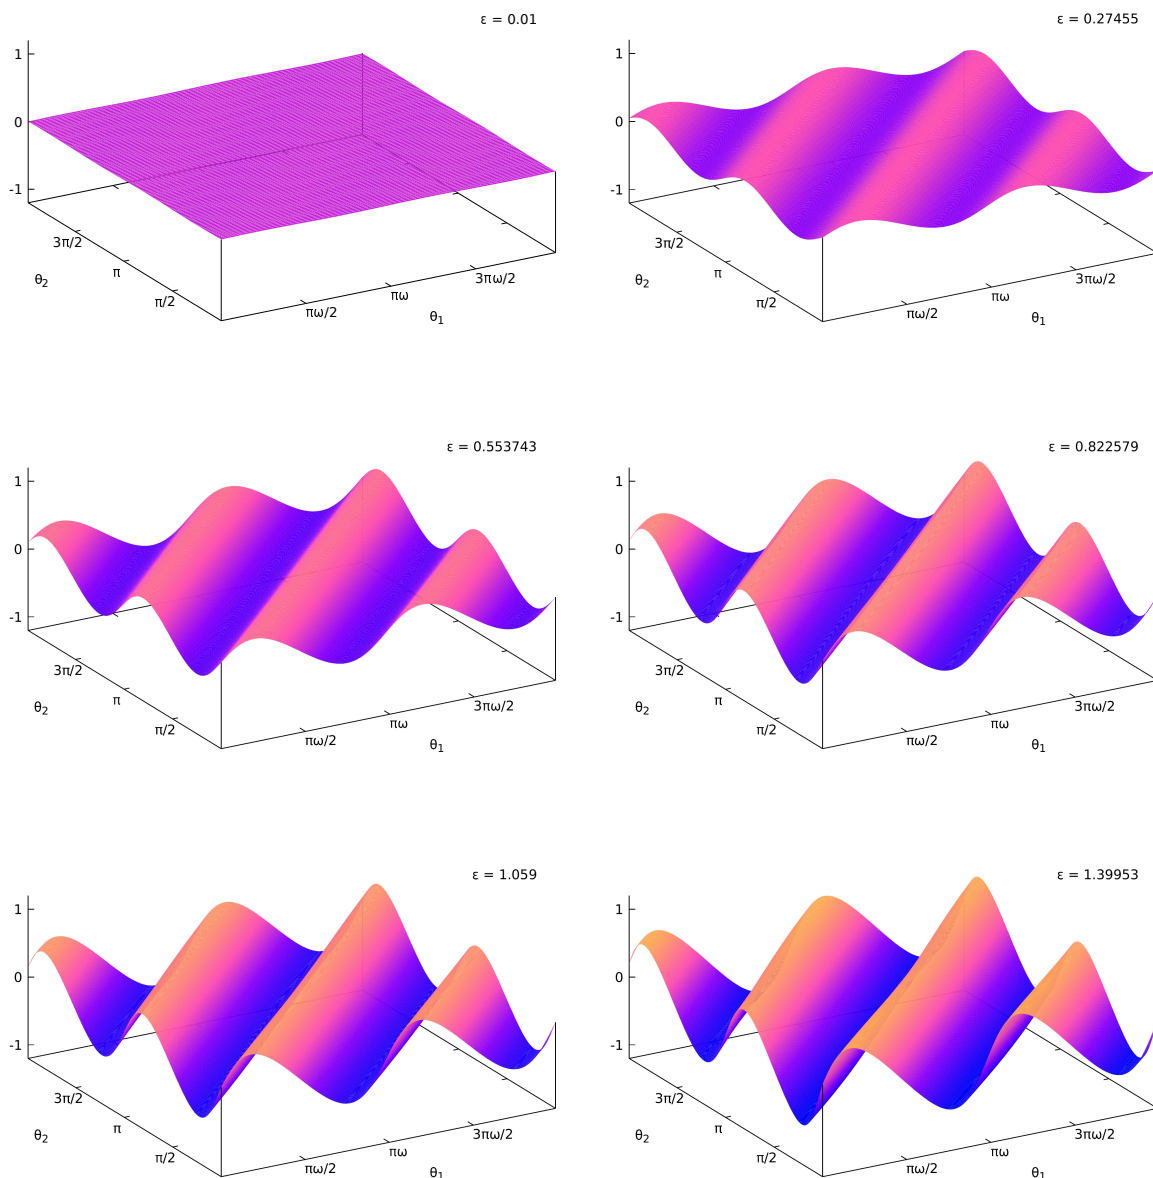 ε = 0.01
1
0
-1
3π/2
π
π/2
θ2
πω/2
πω
3πω/2
θ1
ε = 0.27455
1
0
-1
3π/2
π
π/2
θ2
πω/2
πω
3πω/2
θ1
ε = 0.553743
1
0
-1
3π/2
π
π/2
θ2
πω/2
πω
3πω/2
θ1
ε = 0.822579
1
0
-1
3π/2
π
π/2
θ2
πω/2
πω
3πω/2
θ1
ε = 1.059
1
0
-1
3π/2
π
π/2
θ2
πω/2
πω
3πω/2
θ1
ε = 1.39953
1
0
-1
3π/2
π
π/2
θ2
πω/2
πω
3πω/2
θ1